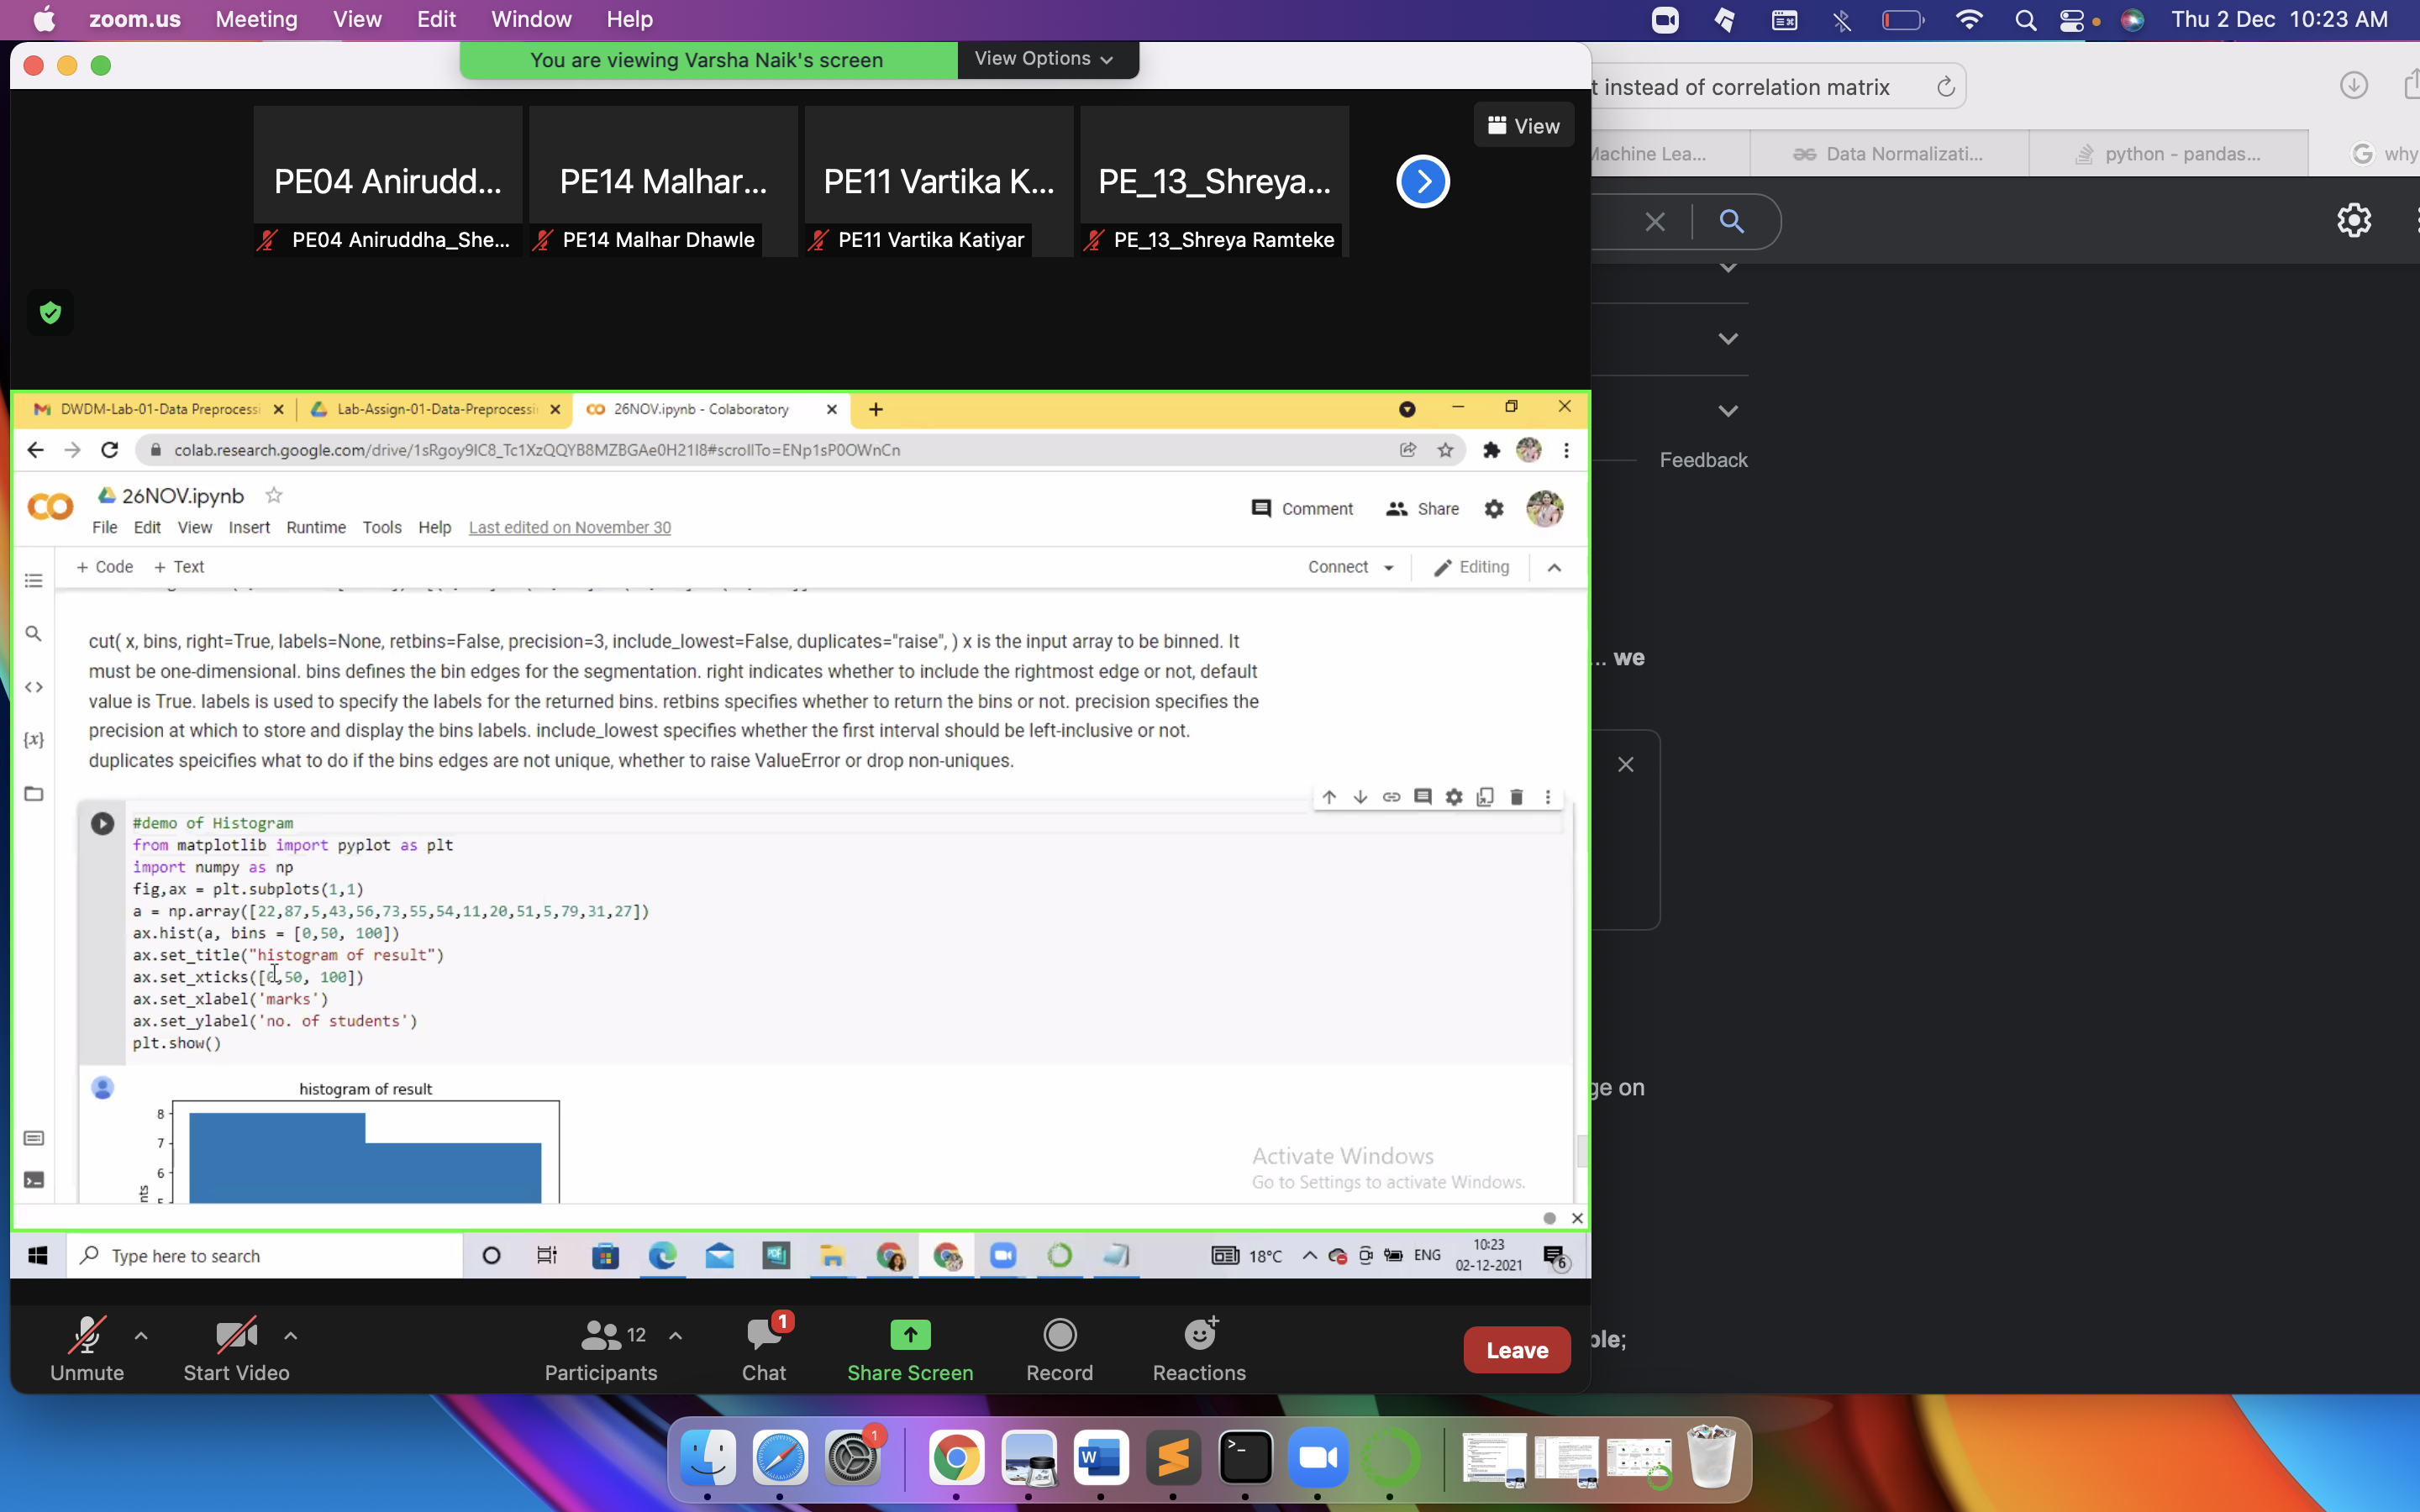 zoom.us Meeting View Edit Window Help Thu 2 Dec 10:23 AM
You are viewing Varsha Naik's screen View Options
t instead of correlation matrix
Machine Lea... Data Normalizati... python - pandas... why
View
PE04 Anirudd... PE14 Malhar... PE11 Vartika K... PE_13_Shreya...
PE04 Aniruddha_She... PE14 Malhar Dhawle PE11 Vartika Katiyar PE_13_Shreya Ramteke
DWDM-Lab-01-Data Preprocessi Lab-Assign-01-Data-Preprocessi 26NOV.ipynb - Colaboratory
colab.research.google.com/drive/1sRgoy9IC8_Tc1XzQQYB8MZBGAe0H21I8#scrollTo=ENp1sP0OWnCn
Feedback
26NOV.ipynb
Comment Share
File Edit View Insert Runtime Tools Help Last edited on November 30
+ Code + Text Connect Editing
cut( x, bins, right=True, labels=None, retbins=False, precision=3, include_lowest=False, duplicates="raise", ) x is the input array to be binned. It
must be one-dimensional. bins defines the bin edges for the segmentation. right indicates whether to include the rightmost edge or not, default
value is True. labels is used to specify the labels for the returned bins. retbins specifies whether to return the bins or not. precision specifies the
precision at which to store and display the bins labels. include_lowest specifies whether the first interval should be left-inclusive or not.
duplicates speicifies what to do if the bins edges are not unique, whether to raise ValueError or drop non-uniques.
... we
#demo of Histogram
from matplotlib import pyplot as plt
import numpy as np
fig,ax = plt.subplots(1,1)
a = np.array([22,87,5,43,56,73,55,54,11,20,51,5,79,31,27])
ax.hist(a, bins = [0,50, 100])
ax.set_title("histogram of result")
ax.set_xticks([0,50, 100])
ax.set_xlabel('marks')
ax.set_ylabel('no. of students')
plt.show()
ge on
histogram of result
8
7
6
Activate Windows
Go to Settings to activate Windows.
Type here to search 18°C ENG 10:23
02-12-2021
6
ble;
Unmute Start Video Participants 12 Chat 1 Share Screen Record Reactions Leave
1